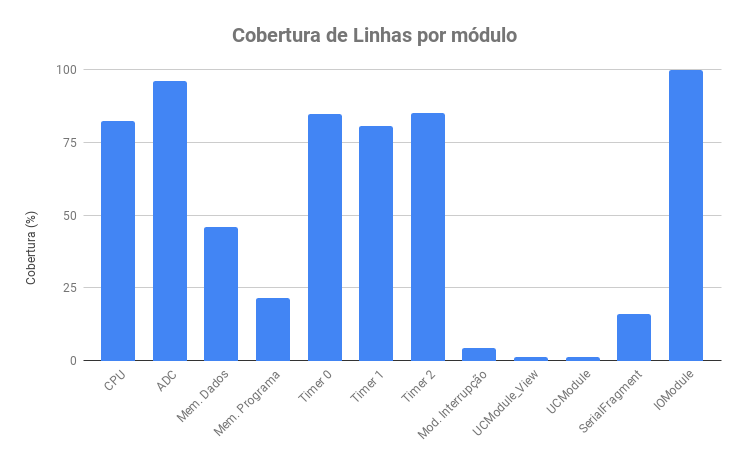 Cobertura de Linhas por módulo
Cobertura (%)
100
75
50
25
0
CPU
ADC
Mem. Dados
Mem. Programa
Timer 0
Timer 1
Timer 2
Mod. Interrupção
UCModule_View
UCModule
SerialFragment
IOModule